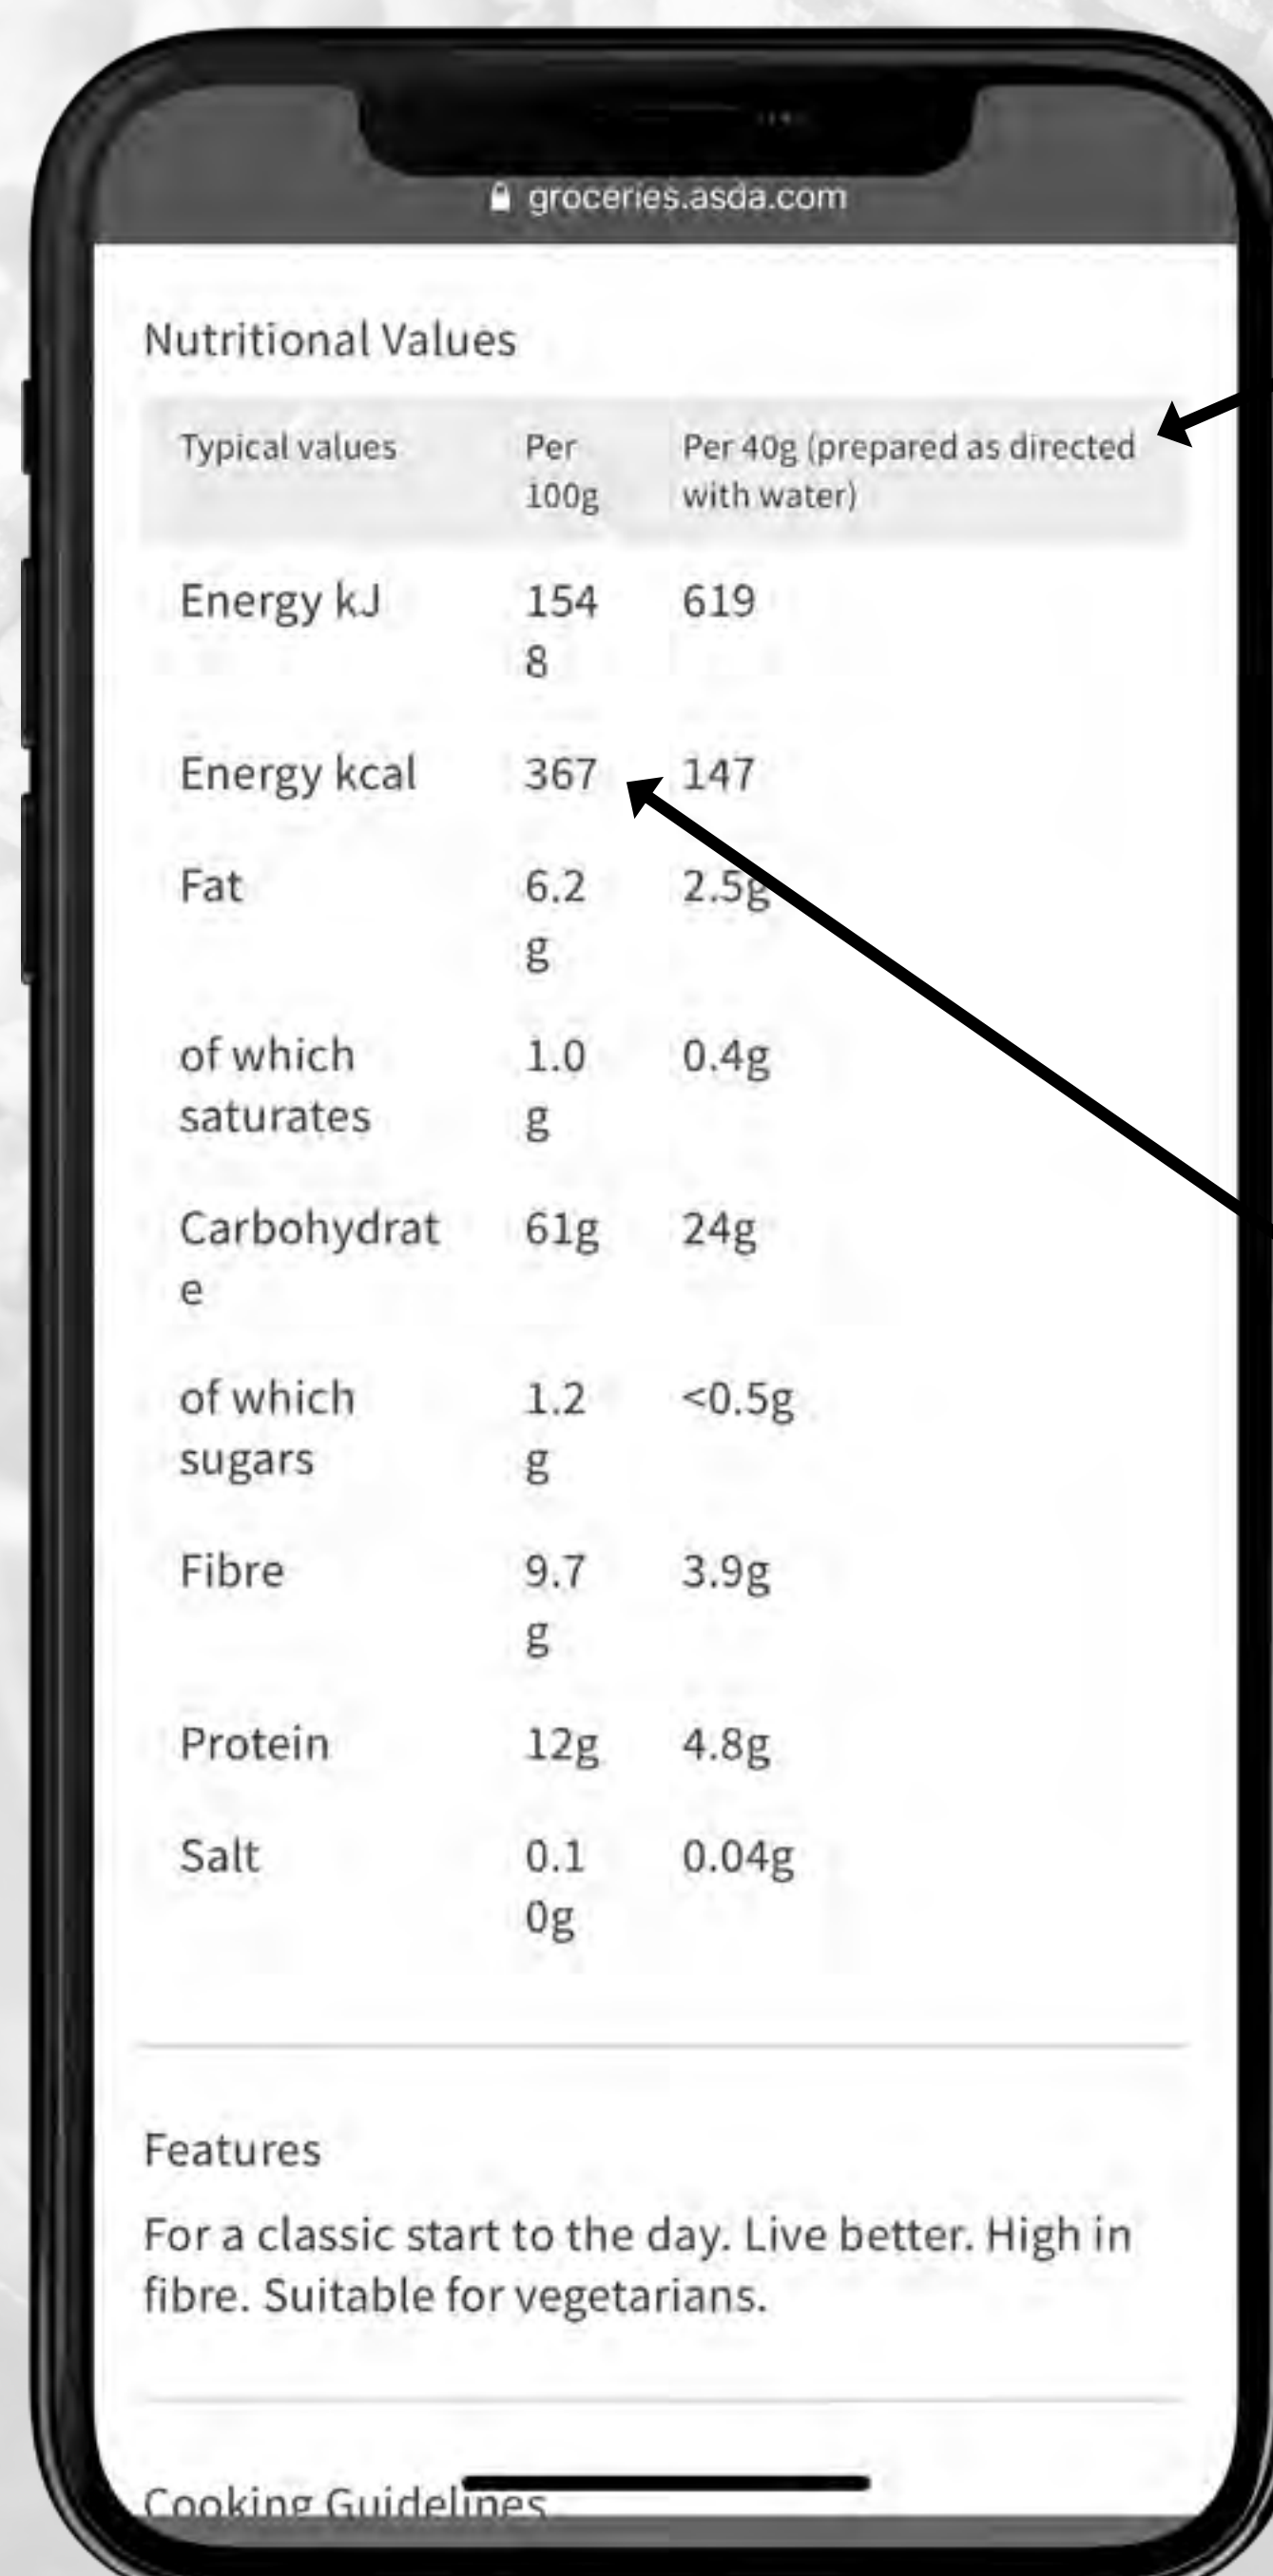 groceries.asda.com
Nutritional Values
Typical values Per Per 40g (prepared as directed
100g with water)
Energy kJ 154 619
8
Energy kcal 367 147
Fat 6.2 2.5g
g
of which 1.0 0.4g
saturates g
Carbohydrat 61g 24g
e
of which 1.2 <0.5g
sugars g
Fibre 9.7 3.9g
g
Protein 12g 4.8g
Salt 0.1 0.04g
0g
Features
For a classic start to the day. Live better. High in
fibre. Suitable for vegetarians.
Cooking Guidelines